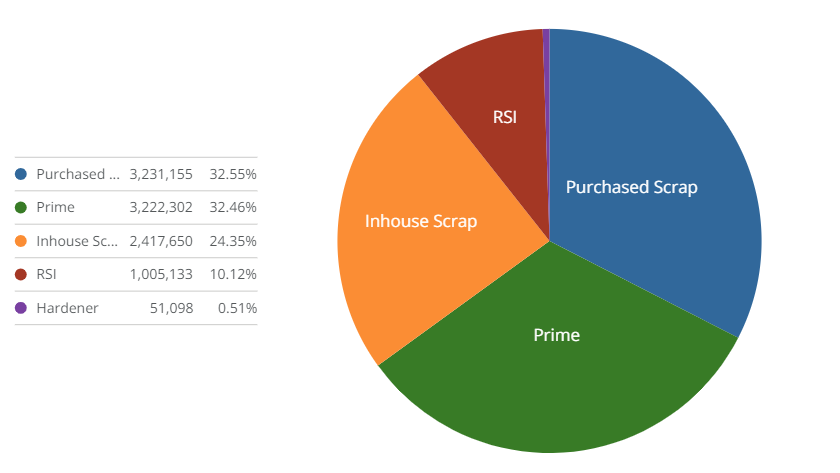 Purchased ... 3,231,155 32.55%
Prime 3,222,302 32.46%
Inhouse Sc... 2,417,650 24.35%
RSI 1,005,133 10.12%
Hardener 51,098 0.51%
RSI
Purchased Scrap
Inhouse Scrap
Prime